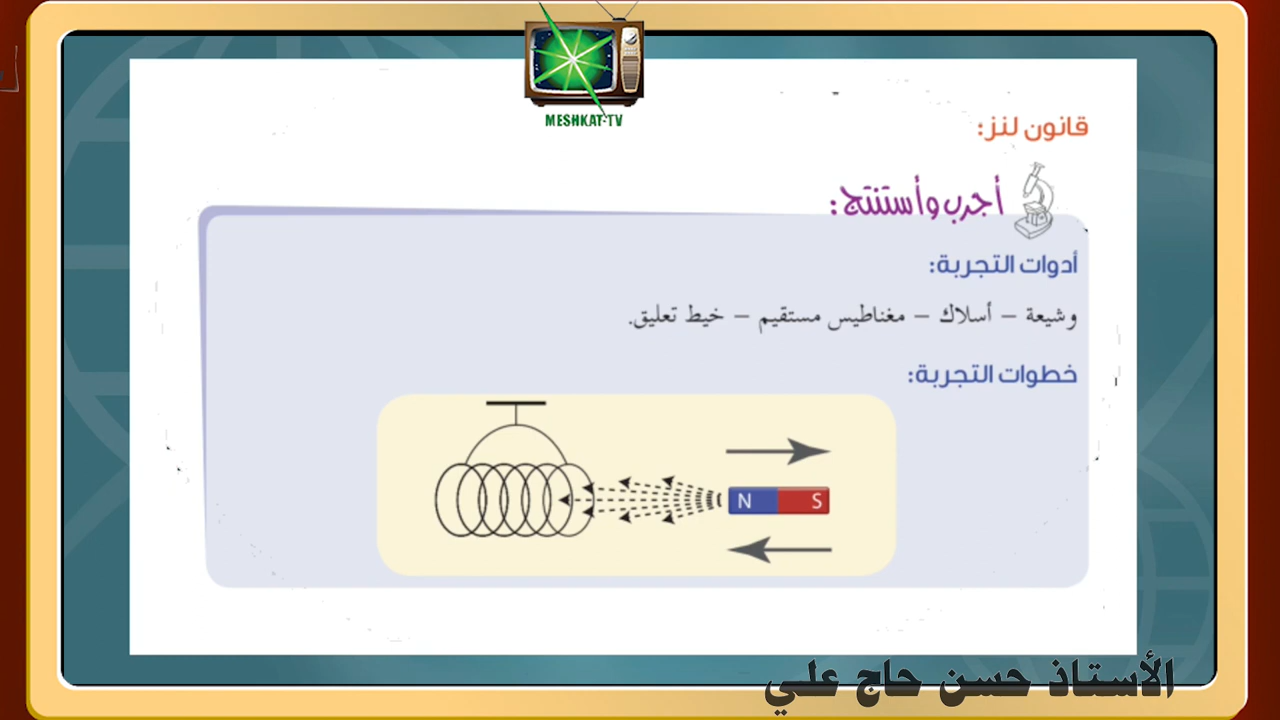 MESHKAT-TV
قانون لنز:
أجرب وأستنتج:
أدوات التجربة:
وشيعة – أسلاك – مغناطيس مستقيم – خيط تعليق.
خطوات التجربة:
N S
الأستاذ حسن حاج علي